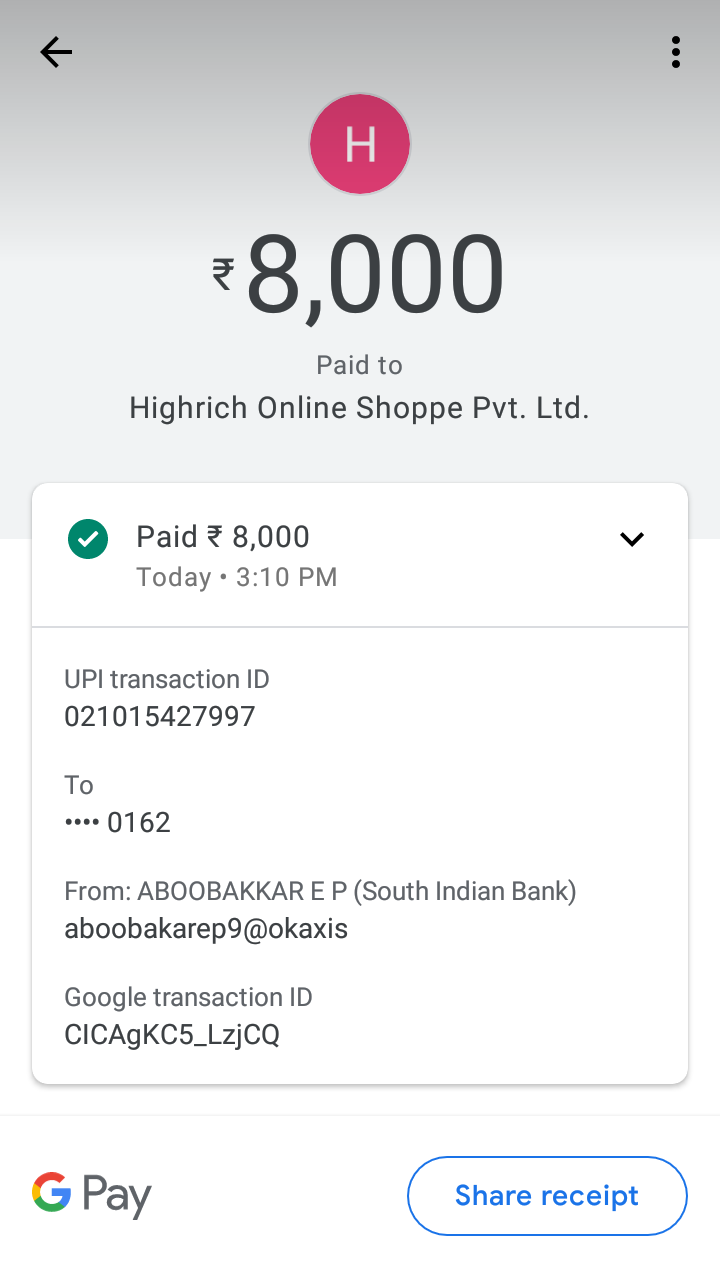 H
₹8,000
Paid to
Highrich Online Shoppe Pvt. Ltd.
Paid ₹ 8,000
Today • 3:10 PM
UPI transaction ID
021015427997
To
•••• 0162
From: ABOOBAKKAR E P (South Indian Bank)
aboobakarep9@okaxis
Google transaction ID
CICAgKC5_LzjCQ
G Pay
Share receipt